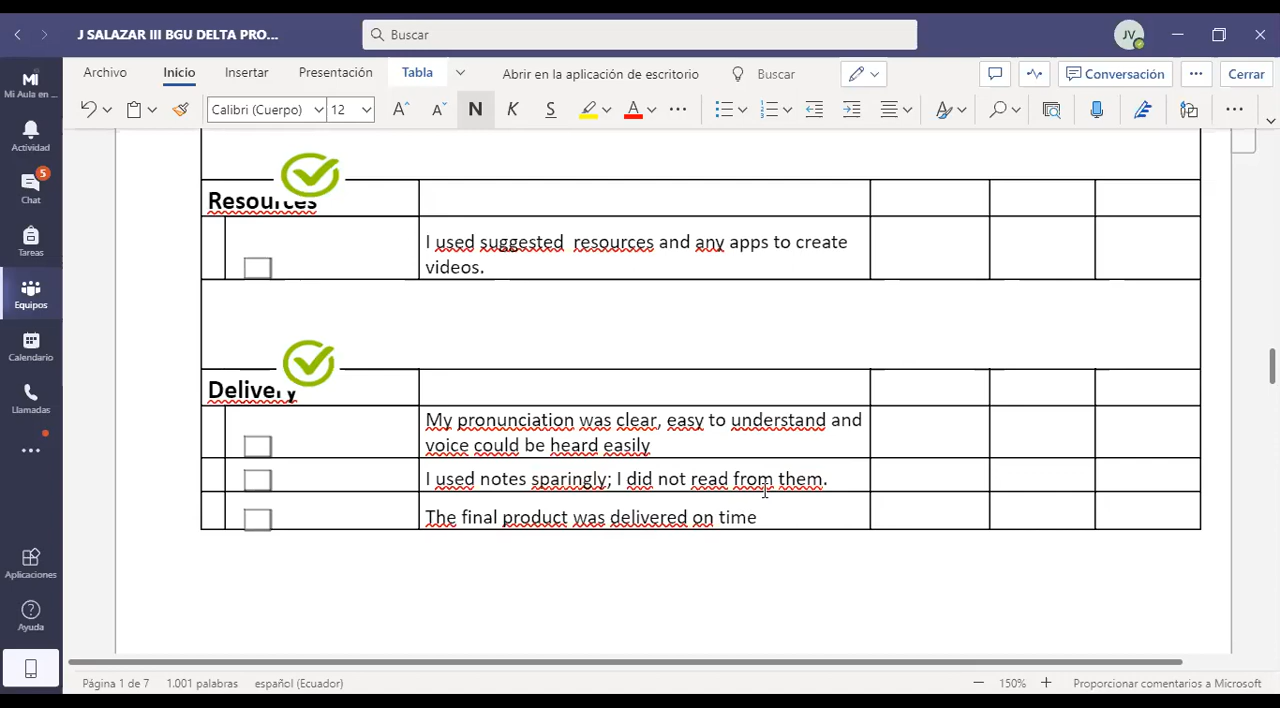 J SALAZAR III BGU DELTA PRO...
Buscar
JV
MI
Mi Aula en ...
Archivo
Inicio
Insertar
Presentación
Tabla
Abrir en la aplicación de escritorio
Buscar
Conversación
Cerrar
Calibri (Cuerpo)
12
N
K
S
A
Actividad
5
Chat
Tareas
Equipos
Calendario
Llamadas
Aplicaciones
Ayuda
Resources
I used suggested resources and any apps to create
videos.
Delivery
My pronunciation was clear, easy to understand and
voice could be heard easily
I used notes sparingly; I did not read from them.
The final product was delivered on time
Página 1 de 7
1.001 palabras
español (Ecuador)
150%
Proporcionar comentarios a Microsoft